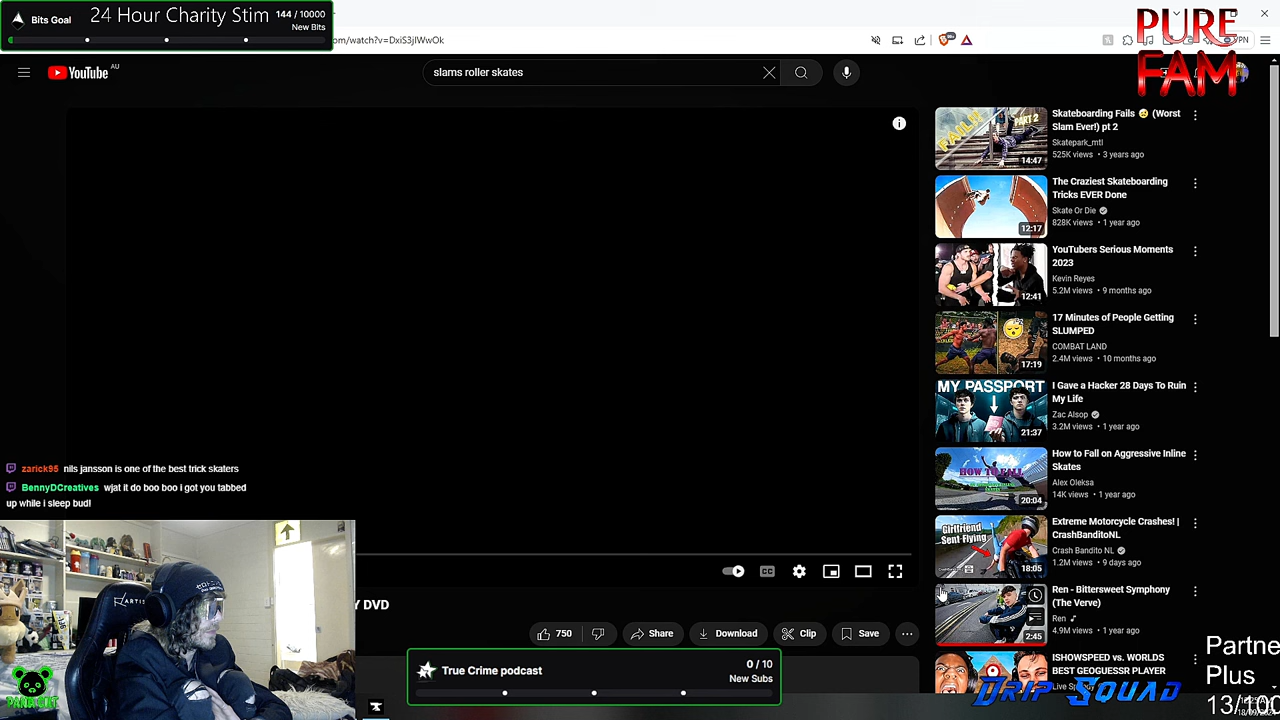 Bits Goal
24 Hour Charity Stim
144 / 10000
New Bits
om/watch?v=DxiS3jIWwOk
PURE
FAM
YouTube AU
slams roller skates
Skateboarding Fails 🥲 (Worst
Slam Ever!) pt 2
Skatepark_mtl
525K views • 3 years ago
FAIL!!
PART 2
14:47
The Craziest Skateboarding
Tricks EVER Done
Skate Or Die
828K views • 1 year ago
12:17
YouTubers Serious Moments
2023
Kevin Reyes
5.2M views • 9 months ago
12:41
17 Minutes of People Getting
SLUMPED
COMBAT LAND
2.4M views • 10 months ago
17:19
MY PASSPORT
I Gave a Hacker 28 Days To Ruin
My Life
Zac Alsop
3.2M views • 1 year ago
21:37
How to Fall on Aggressive Inline
Skates
Alex Oleksa
14K views • 1 year ago
HOW TO FALL
20:04
Extreme Motorcycle Crashes! |
CrashBanditoNL
Crash Bandito NL
1.2M views • 9 days ago
Girlfriend
Sent Flying
18:05
Ren - Bittersweet Symphony
(The Verve)
Ren
4.9M views • 1 year ago
2:45
ISHOWSPEED vs. WORLDS
BEST GEOGUESSR PLAYER
Live Sp
zarick95 nils jansson is one of the best trick skaters
BennyDCreatives wjat it do boo boo i got you tabbed
up while i sleep bud!
CC
Y DVD
750
Share
Download
Clip
Save
True Crime podcast
0 / 10
New Subs
DRIP SQUAD
Partne
Plus
13/100